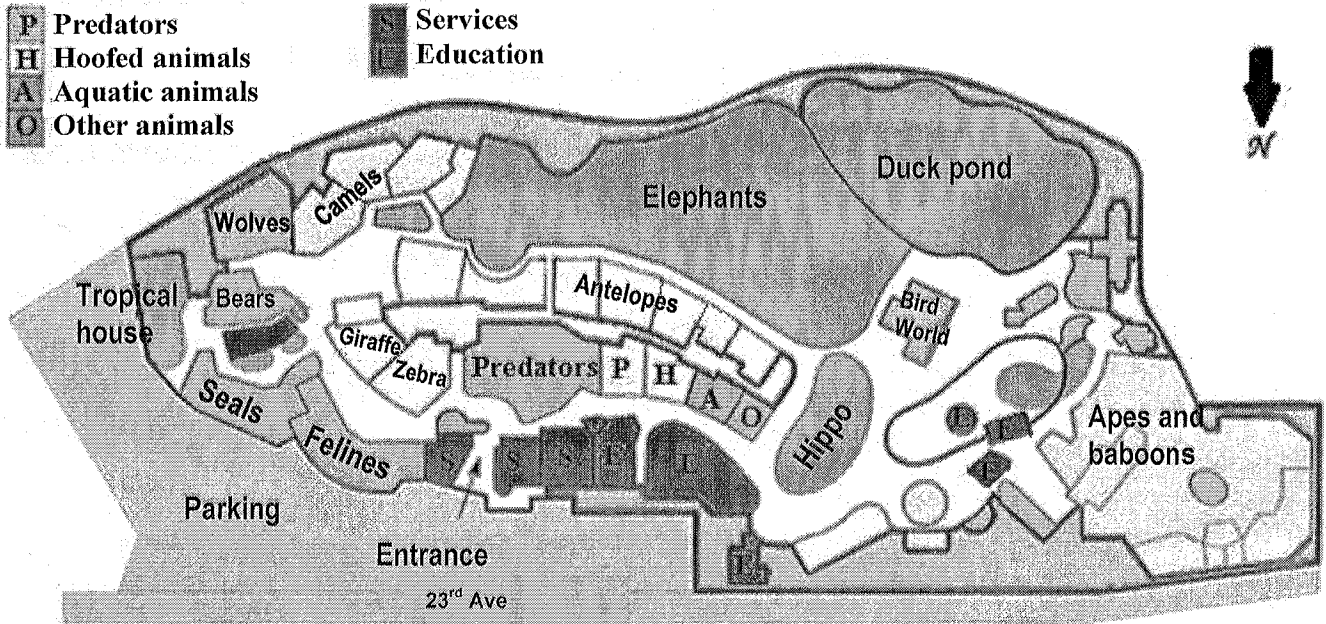 P Predators
H Hoofed animals
A Aquatic animals
O Other animals
S Services
E Education
N
Duck pond
Elephants
Camels
Wolves
Tropical
house
Bears
Antelopes
Bird
World
Giraffe
Zebra
Predators
P
H
A
O
Seals
Felines
Hippo
Apes and
baboons
S
S
S
E
E
E
E
E
E
Parking
Entrance
23rd Ave